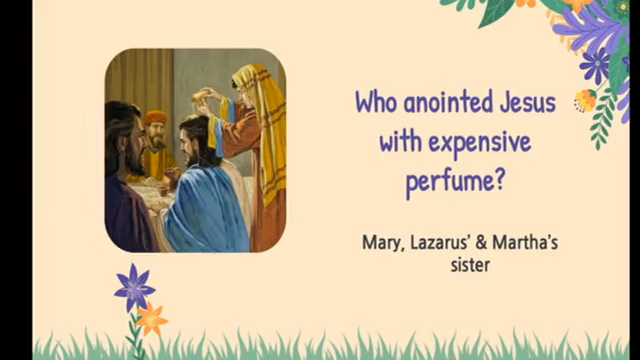 Who anointed Jesus
with expensive
perfume?
Mary, Lazarus' & Martha's
sister